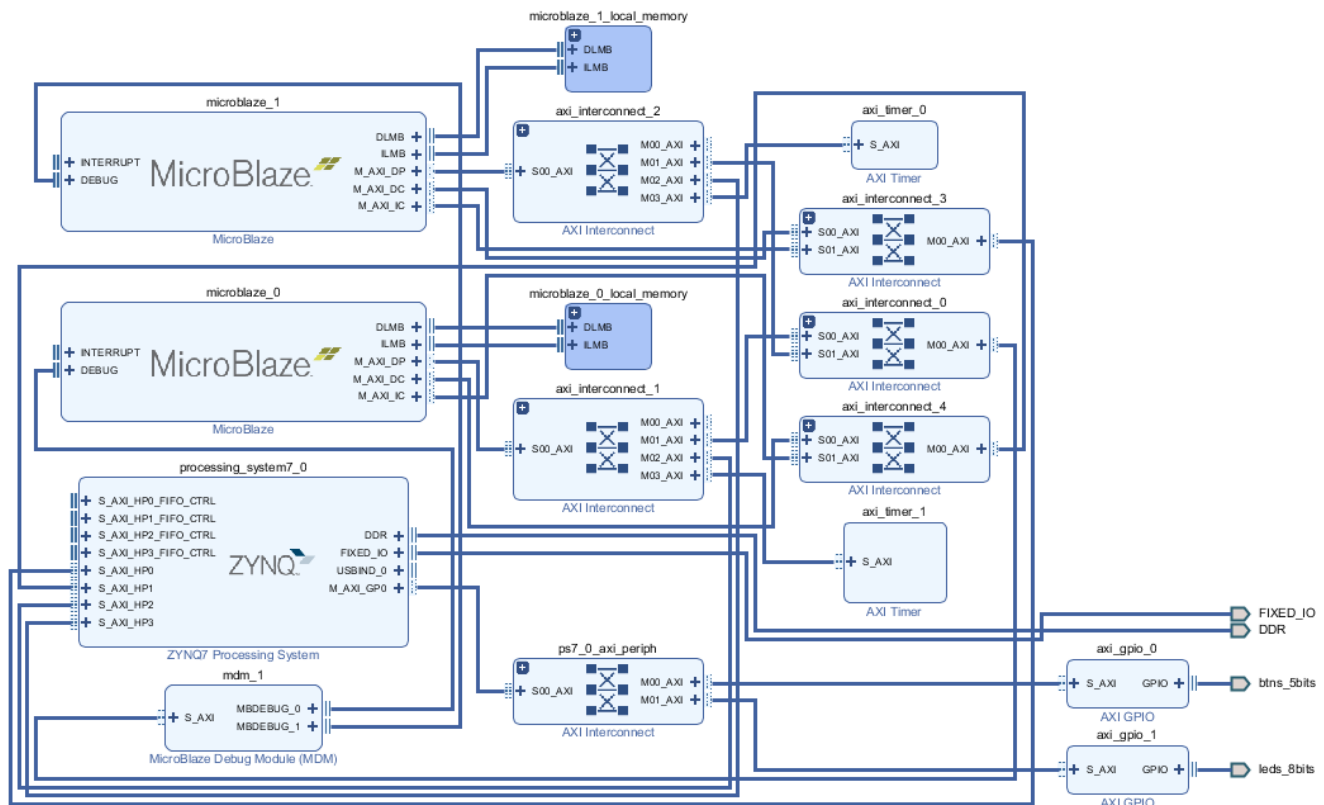 microblaze_1_local_memory
DLMB
ILMB
microblaze_1
INTERRUPT
DEBUG
MicroBlaze
DLMB
ILMB
M_AXI_DP
M_AXI_DC
M_AXI_IC
MicroBlaze
axi_interconnect_2
S00_AXI
M00_AXI
M01_AXI
M02_AXI
M03_AXI
AXI Interconnect
axi_timer_0
S_AXI
AXI Timer
axi_interconnect_3
S00_AXI
S01_AXI
M00_AXI
AXI Interconnect
microblaze_0
INTERRUPT
DEBUG
MicroBlaze
DLMB
ILMB
M_AXI_DP
M_AXI_DC
M_AXI_IC
MicroBlaze
microblaze_0_local_memory
DLMB
ILMB
axi_interconnect_0
S00_AXI
S01_AXI
M00_AXI
AXI Interconnect
axi_interconnect_1
S00_AXI
M00_AXI
M01_AXI
M02_AXI
M03_AXI
AXI Interconnect
axi_interconnect_4
S00_AXI
S01_AXI
M00_AXI
AXI Interconnect
processing_system7_0
S_AXI_HP0_FIFO_CTRL
S_AXI_HP1_FIFO_CTRL
S_AXI_HP2_FIFO_CTRL
S_AXI_HP3_FIFO_CTRL
S_AXI_HP0
S_AXI_HP1
S_AXI_HP2
S_AXI_HP3
ZYNQ
DDR
FIXED_IO
USBIND_0
M_AXI_GP0
ZYNQ7 Processing System
axi_timer_1
S_AXI
AXI Timer
FIXED_IO
DDR
mdm_1
S_AXI
MBDEBUG_0
MBDEBUG_1
MicroBlaze Debug Module (MDM)
ps7_0_axi_periph
S00_AXI
M00_AXI
M01_AXI
AXI Interconnect
axi_gpio_0
S_AXI
GPIO
AXI GPIO
btns_5bits
axi_gpio_1
S_AXI
GPIO
AXI GPIO
leds_8bits